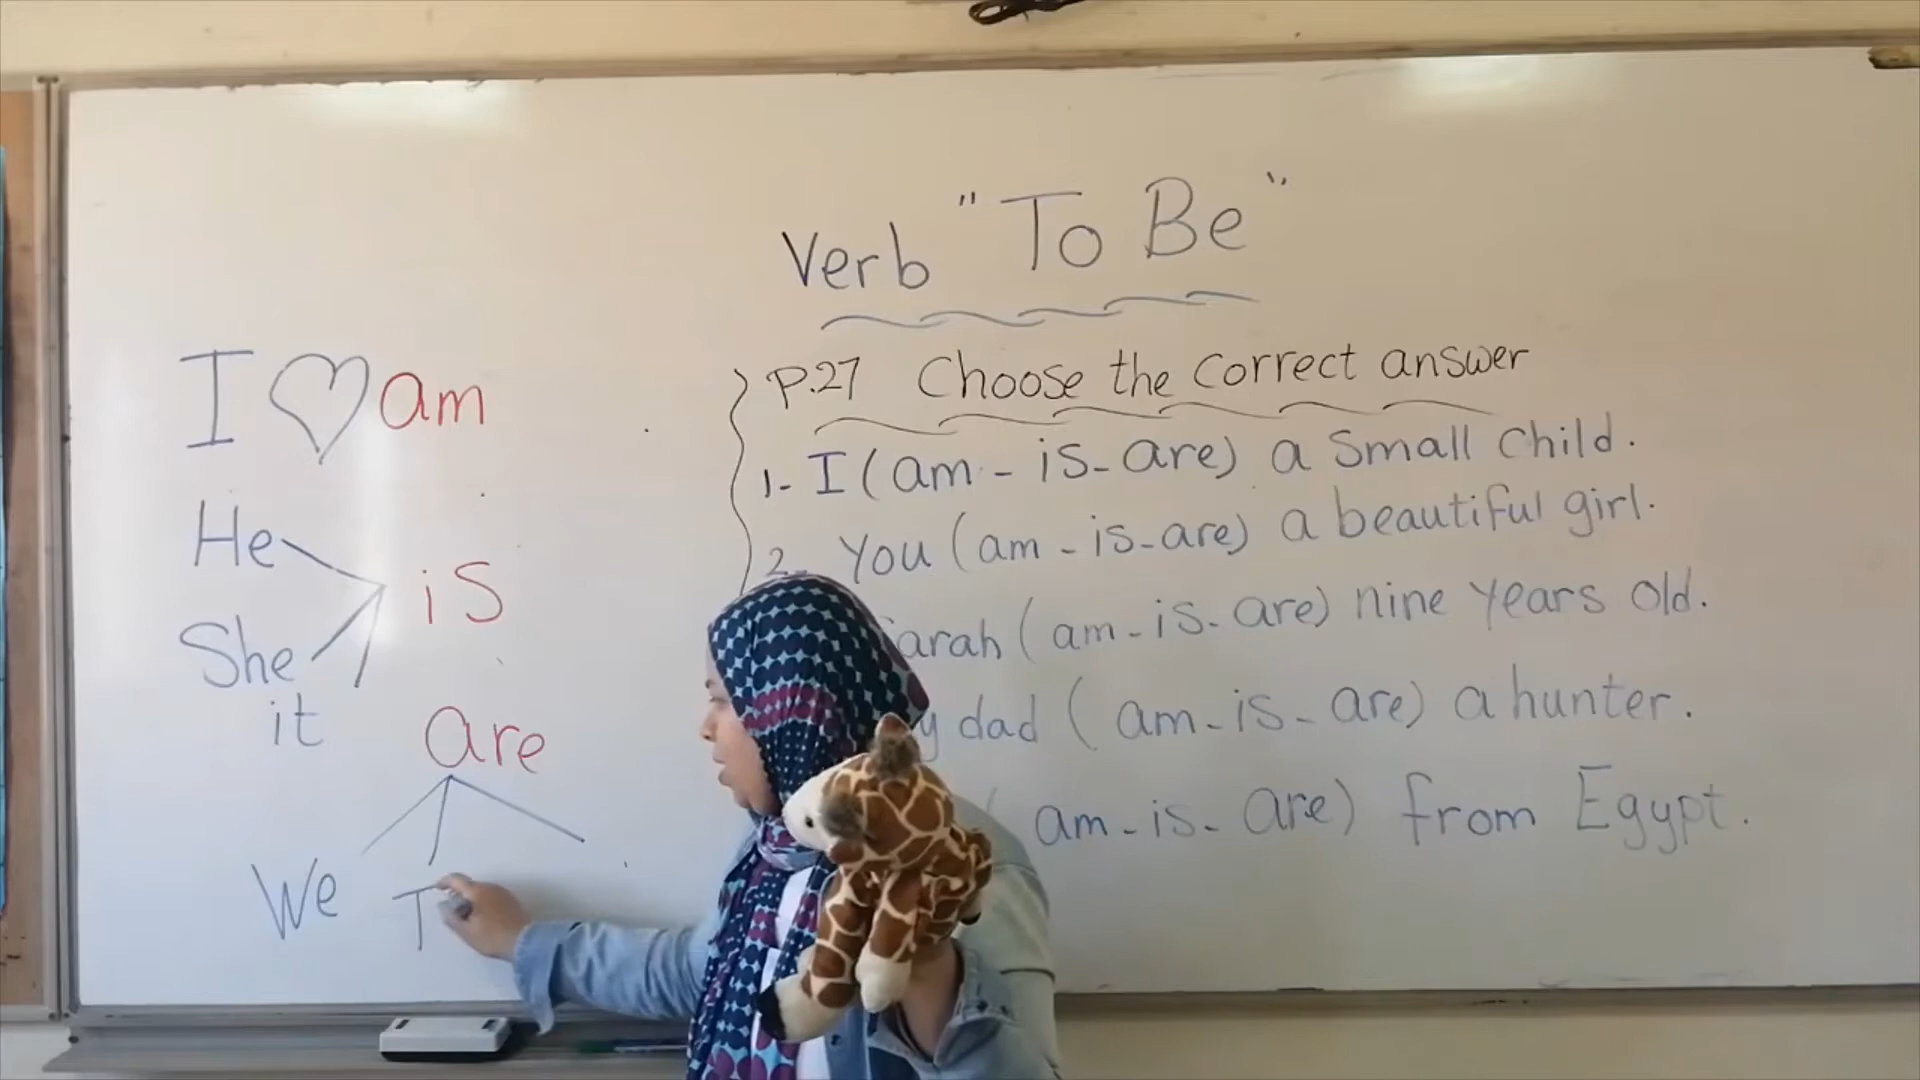 Verb "To Be"
P.27 Choose the correct answer
1- I (am - is - are) a small child.
2- You (am - is - are) a beautiful girl.
arah (am - is - are) nine years old.
y dad (am - is - are) a hunter.
( am - is - are) from Egypt.
I ♡ am
He
is
She
it
are
We T